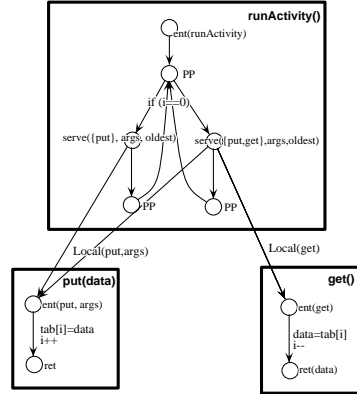 runActivity()
ent(runActivity)
PP
if (i==0)
serve({put}, args, oldest)
serve({put,get},args,oldest)
PP
PP
Local(put,args)
Local(get)
put(data)
get()
ent(put, args)
ent(get)
tab[i]=data
i++
data=tab[i]
i--
ret
ret(data)